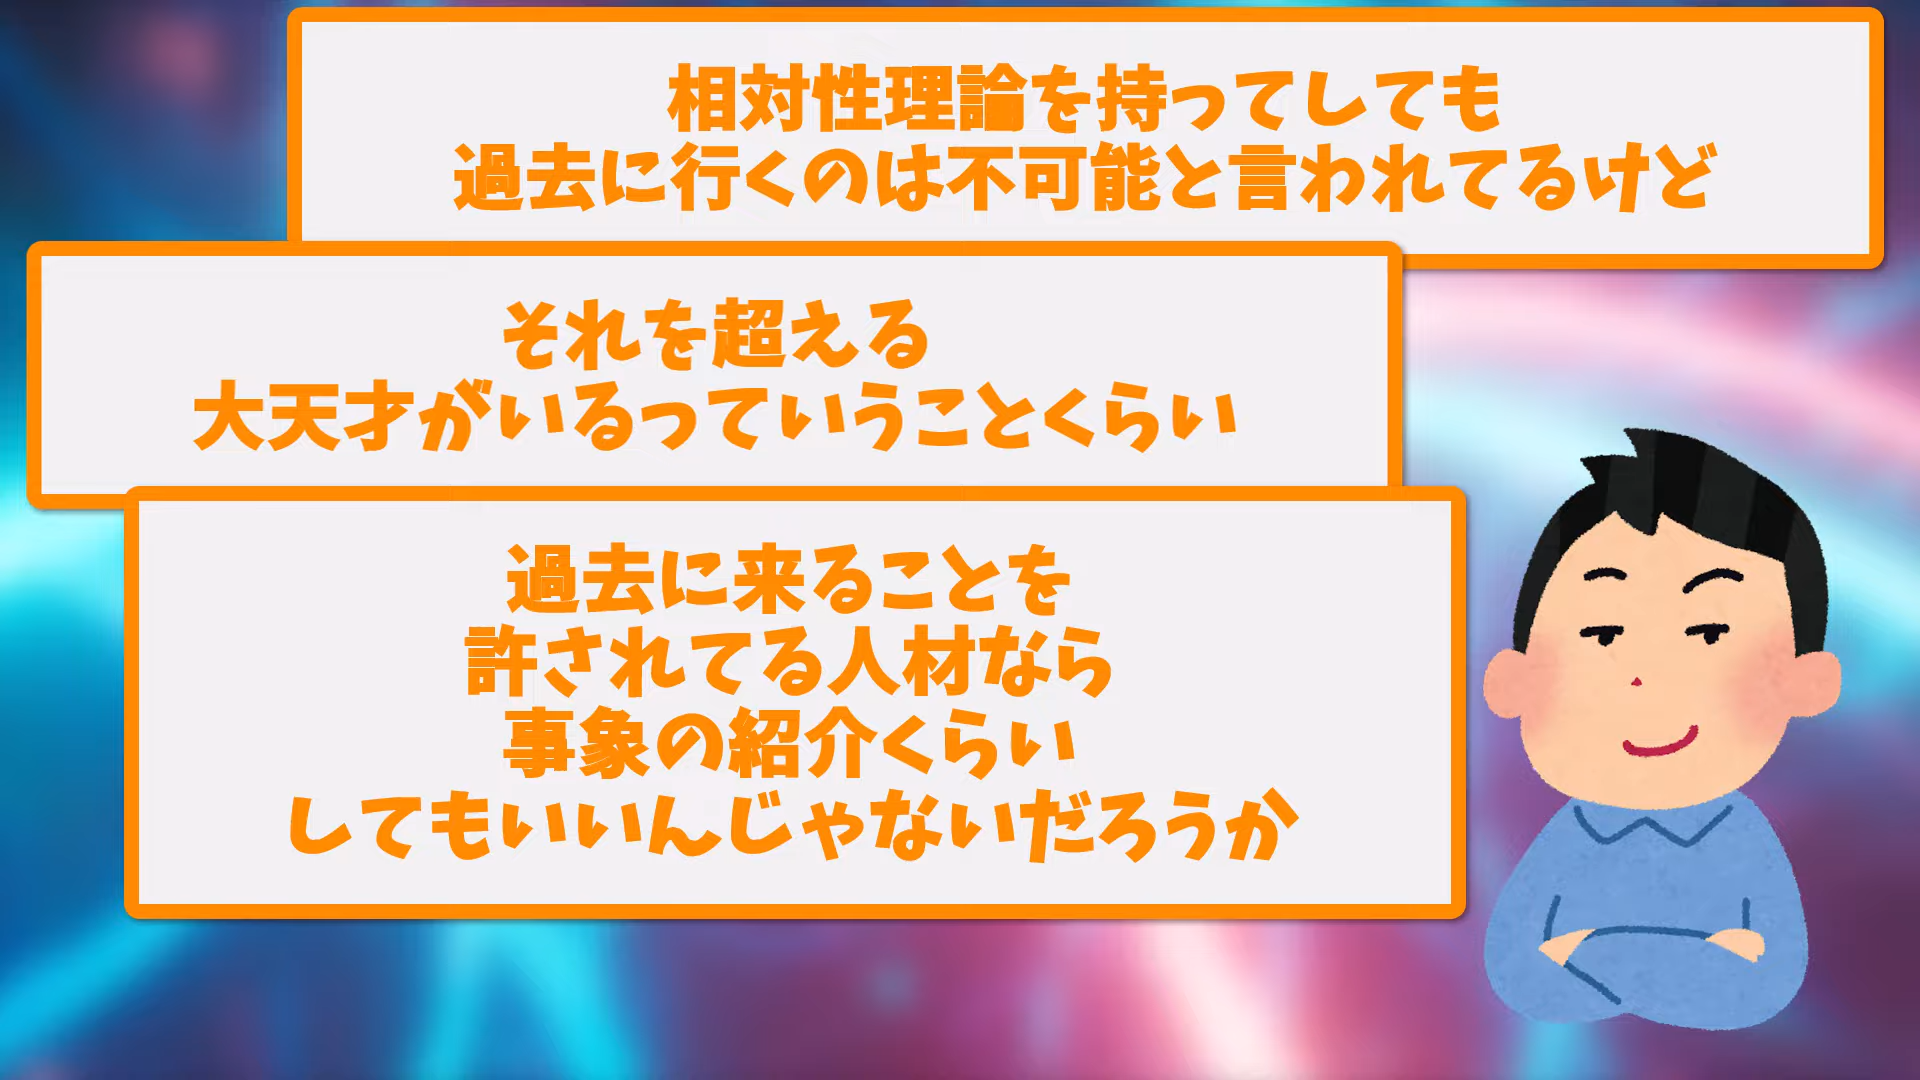 相対性理論を持ってしても
過去に行くのは不可能と言われてるけど
それを超える
大天才がいるっていうことくらい
過去に来ることを
許されてる人材なら
事象の紹介くらい
してもいいんじゃないだろうか